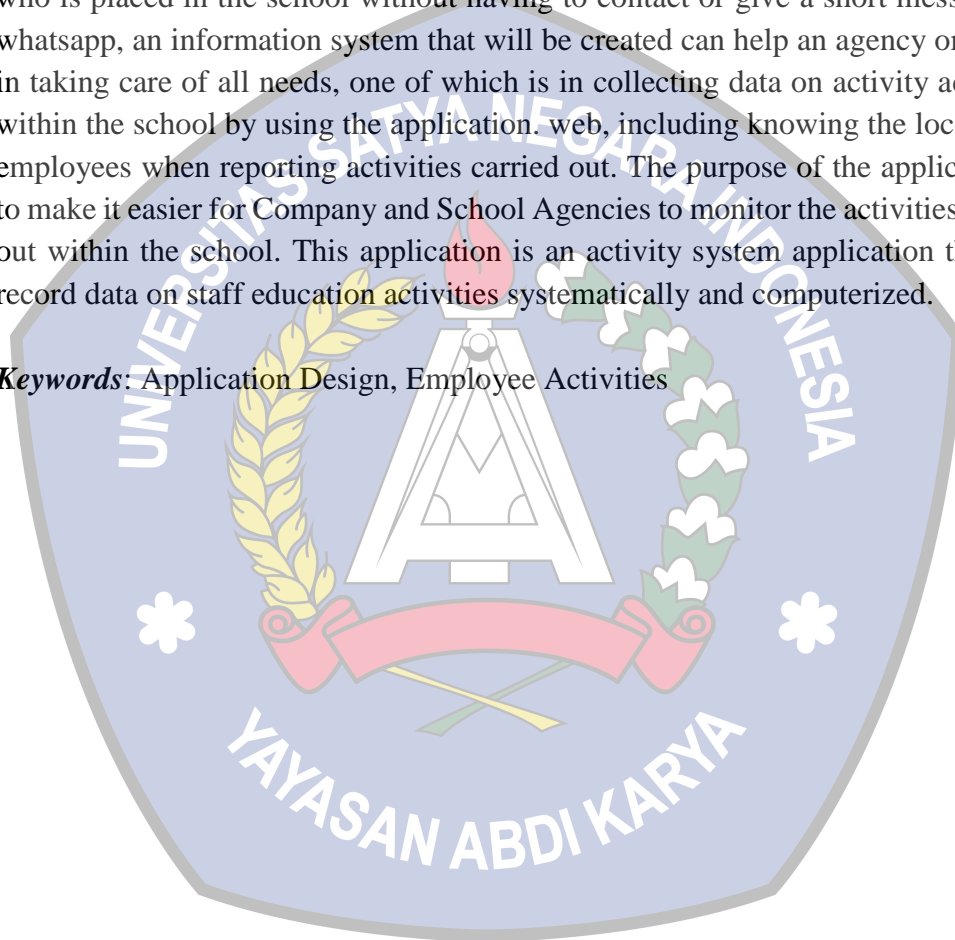 who is placed in the school without having to contact or give a short mess
whatsapp, an information system that will be created can help an agency or
in taking care of all needs, one of which is in collecting data on activity a
within the school by using the application. web, including knowing the loc
employees when reporting activities carried out. The purpose of the applic
to make it easier for Company and School Agencies to monitor the activities
out within the school. This application is an activity system application t
record data on staff education activities systematically and computerized.
Keywords: Application Design, Employee Activities
UNIVERSITAS SATYA NEGARA INDONESIA
YAYASAN ABDI KARYA